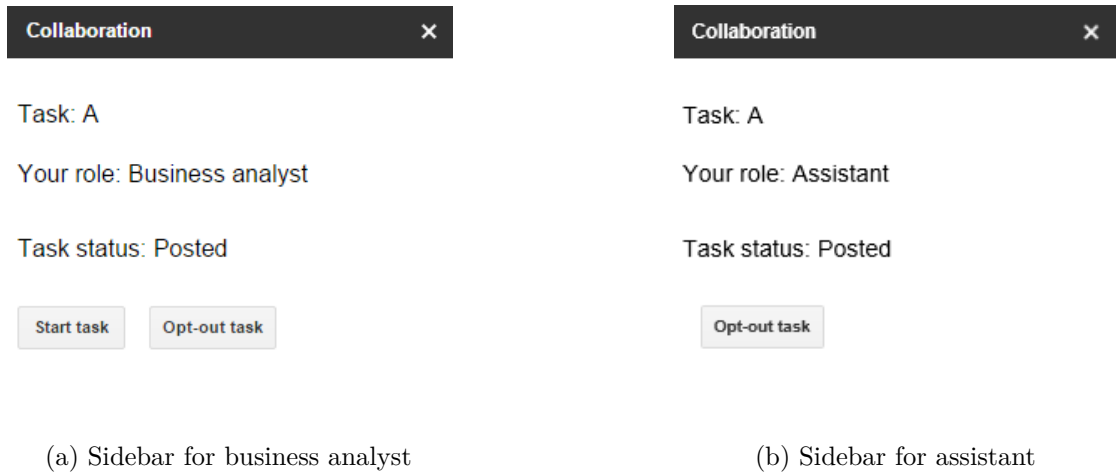 Collaboration ×
Task: A
Your role: Business analyst
Task status: Posted
Start task Opt-out task
(a) Sidebar for business analyst
Collaboration ×
Task: A
Your role: Assistant
Task status: Posted
Opt-out task
(b) Sidebar for assistant